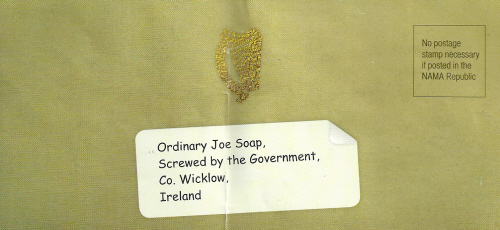 No postage
stamp necessary
if posted in the
NAMA Republic
Ordinary Joe Soap,
Screwed by the Government,
Co. Wicklow,
Ireland